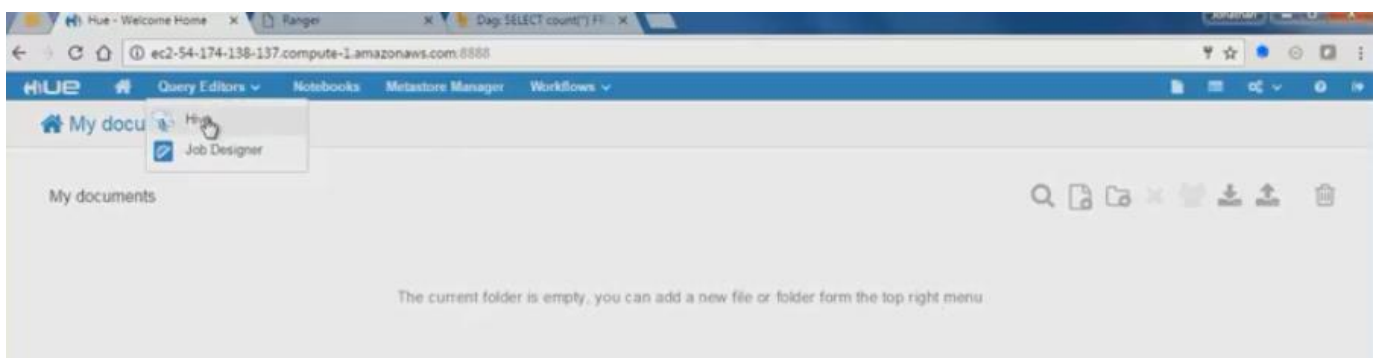 Hue - Welcome Home Ranger Dag: SELECT count(*) Fr...
Jonathan
ec2-54-174-138-137.compute-1.amazonaws.com:8888
HUE Query Editors Notebooks Metastore Manager Workflows
My docu
Hive
Job Designer
My documents
The current folder is empty, you can add a new file or folder form the top right menu